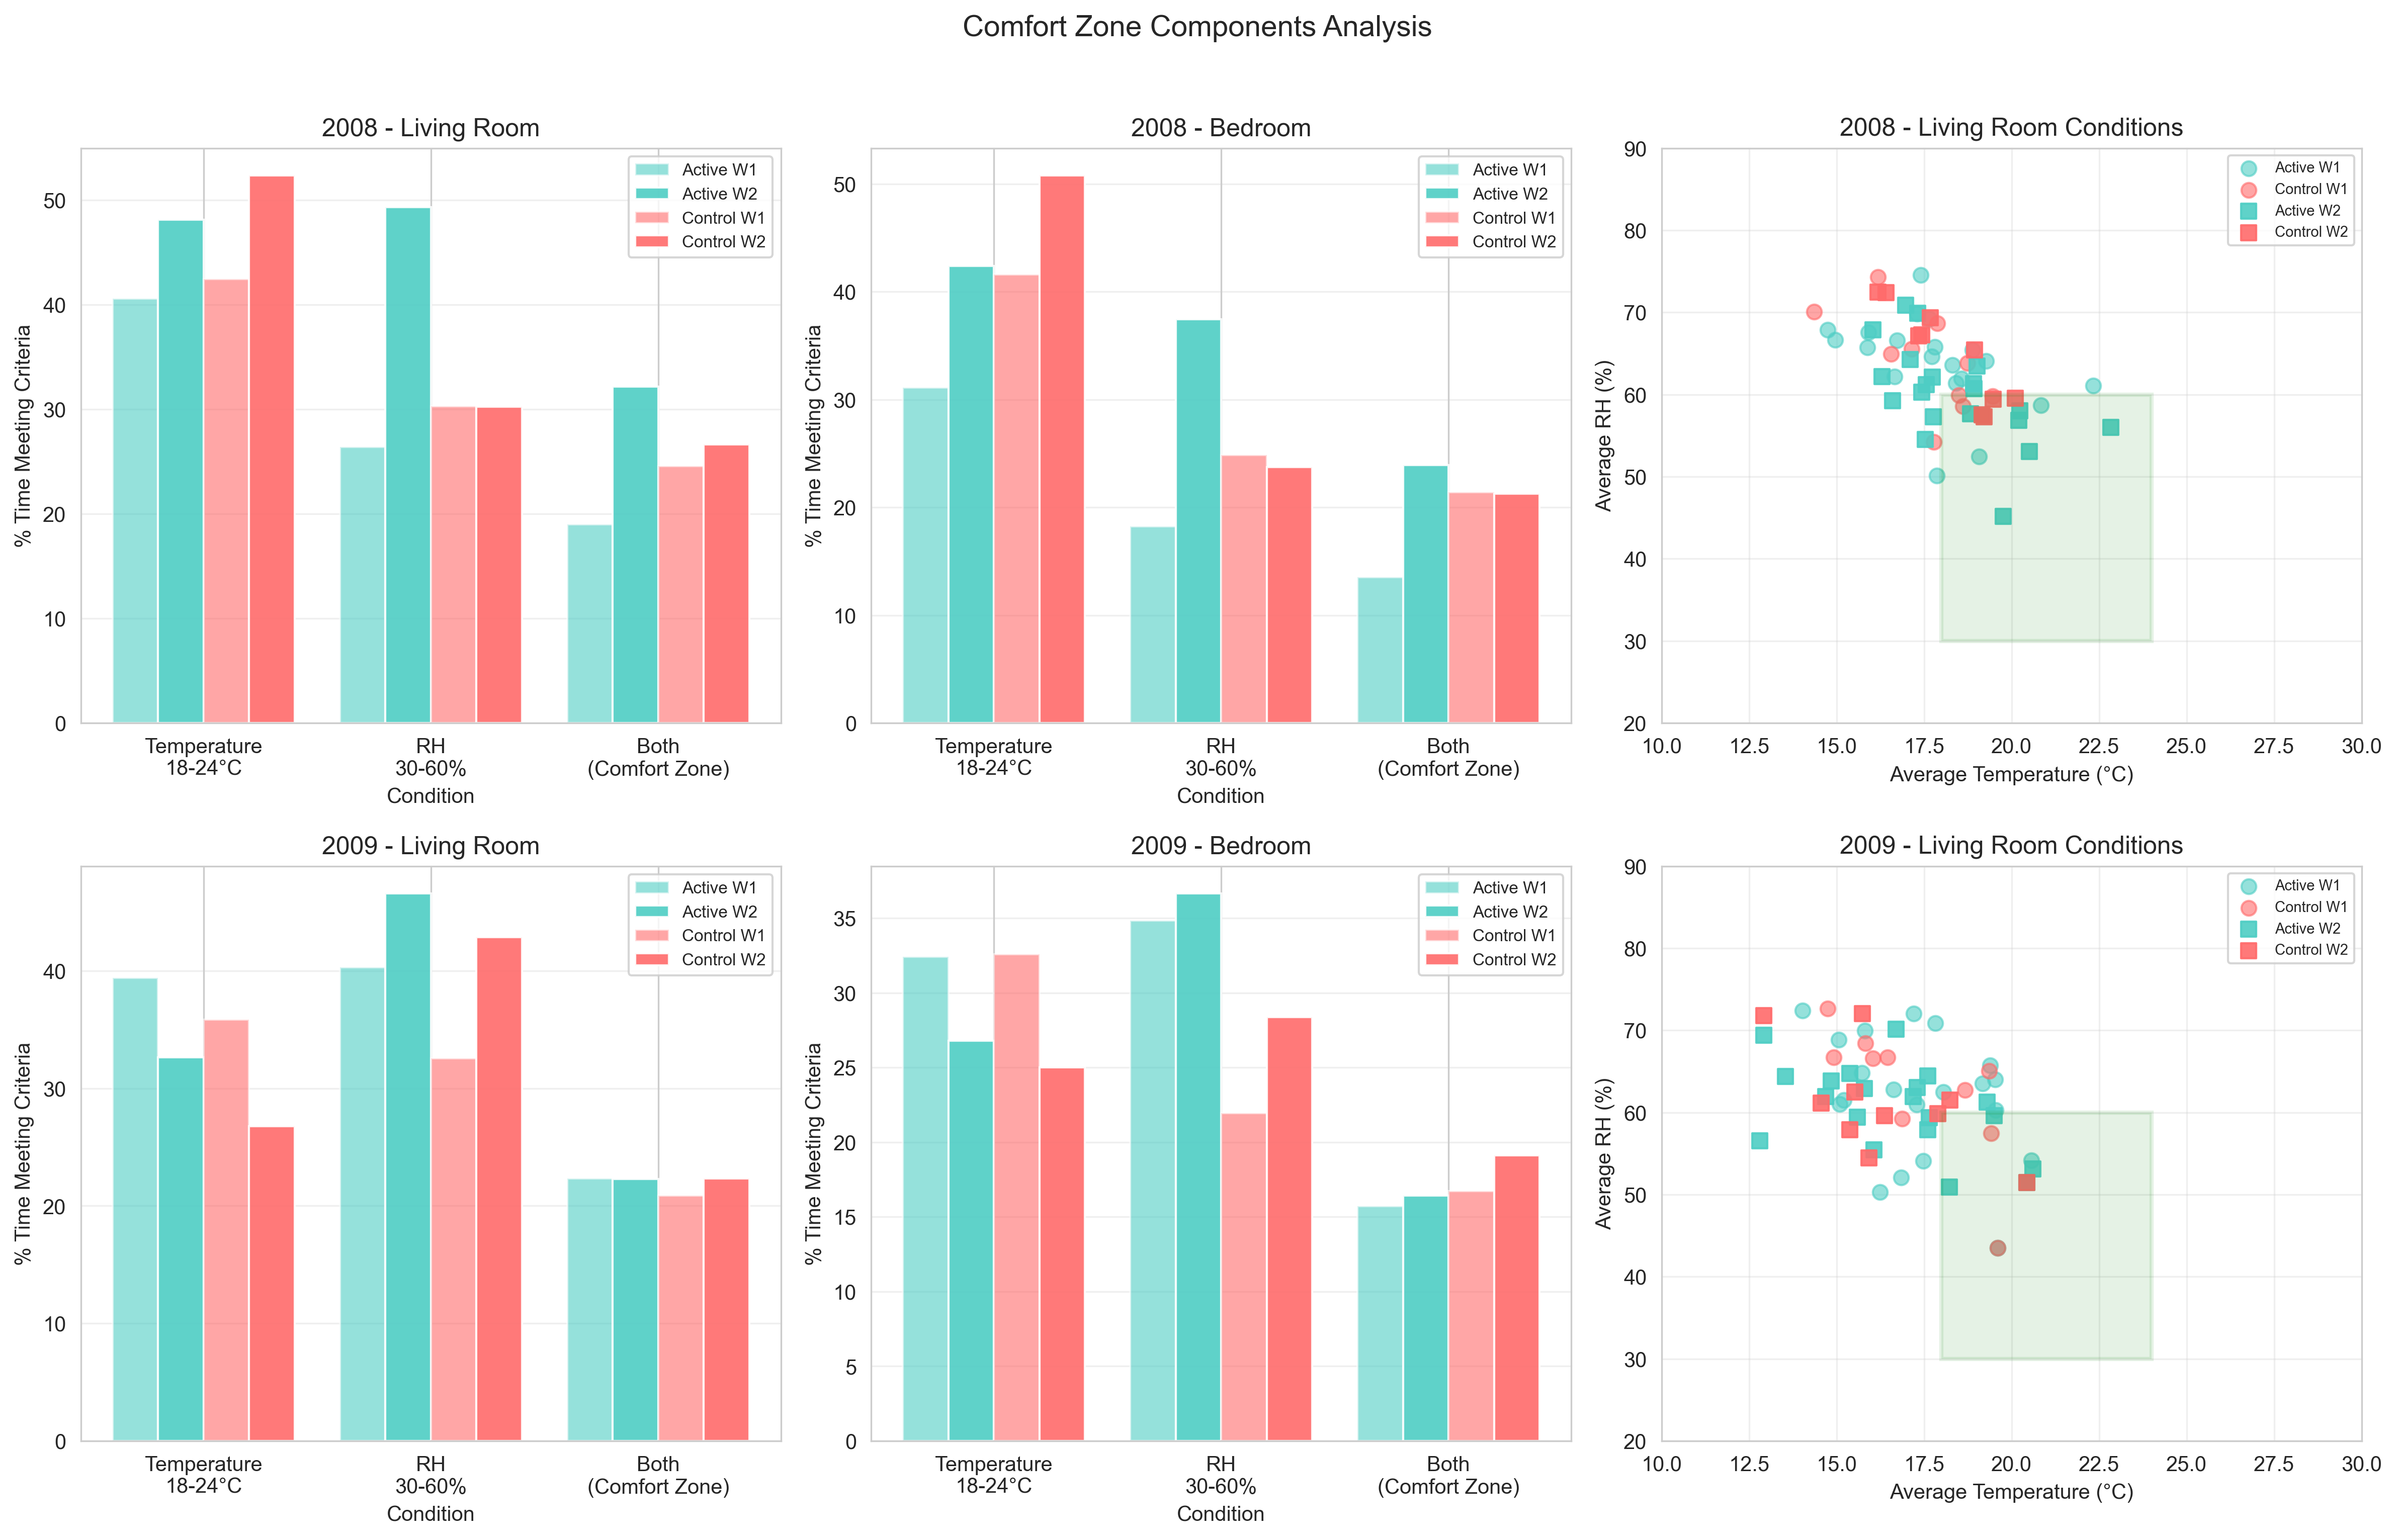 Comfort Zone Components Analysis
2008 - Living Room
% Time Meeting Criteria
50
40
30
20
10
0
Active W1
Active W2
Control W1
Control W2
Temperature
18-24°C
RH
30-60%
Both
(Comfort Zone)
Condition
2008 - Bedroom
% Time Meeting Criteria
50
40
30
20
10
0
Active W1
Active W2
Control W1
Control W2
Temperature
18-24°C
RH
30-60%
Both
(Comfort Zone)
Condition
2008 - Living Room Conditions
Average RH (%)
90
80
70
60
50
40
30
20
Active W1
Control W1
Active W2
Control W2
10.0 12.5 15.0 17.5 20.0 22.5 25.0 27.5 30.0
Average Temperature (°C)
2009 - Living Room
% Time Meeting Criteria
40
30
20
10
0
Active W1
Active W2
Control W1
Control W2
Temperature
18-24°C
RH
30-60%
Both
(Comfort Zone)
Condition
2009 - Bedroom
% Time Meeting Criteria
35
30
25
20
15
10
5
0
Active W1
Active W2
Control W1
Control W2
Temperature
18-24°C
RH
30-60%
Both
(Comfort Zone)
Condition
2009 - Living Room Conditions
Average RH (%)
90
80
70
60
50
40
30
20
Active W1
Control W1
Active W2
Control W2
10.0 12.5 15.0 17.5 20.0 22.5 25.0 27.5 30.0
Average Temperature (°C)